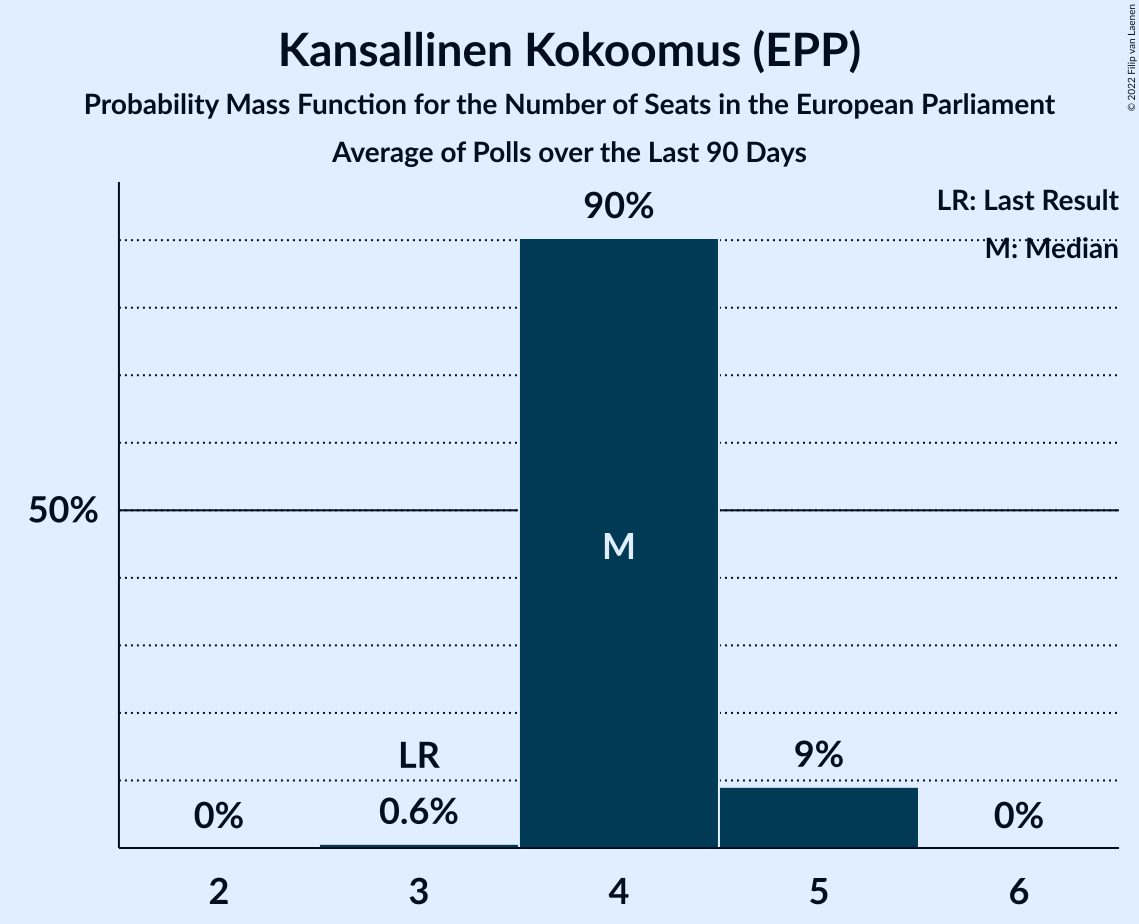 Kansallinen Kokoomus (EPP)
Probability Mass Function for the Number of Seats in the European Parliament
Average of Polls over the Last 90 Days
© 2022 Filip van Laenen
LR: Last Result
M: Median
90%
50%
M
LR
9%
0%
0.6%
0%
2
3
4
5
6